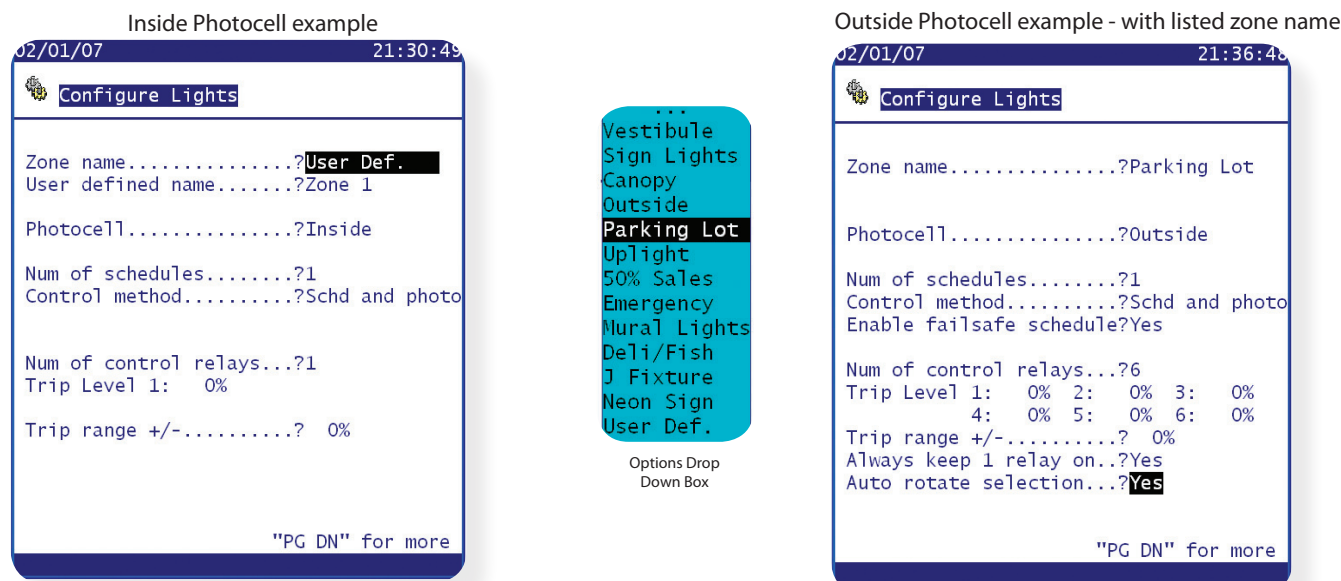 Inside Photocell example
02/01/07 21:30:49
Configure Lights
Zone name...............?User Def.
User defined name.......?Zone 1
Photocell...............?Inside
Num of schedules........?1
Control method..........?Schd and photo
Num of control relays...?1
Trip Level 1: 0%
Trip range +/-..........? 0%
"PG DN" for more
...
Vestibule
Sign Lights
Canopy
Outside
Parking Lot
Uplight
50% Sales
Emergency
Mural Lights
Deli/Fish
J Fixture
Neon Sign
User Def.
Options Drop
Down Box
Outside Photocell example - with listed zone name
02/01/07 21:36:48
Configure Lights
Zone name...............?Parking Lot
Photocell...............?Outside
Num of schedules........?1
Control method..........?Schd and photo
Enable failsafe schedule?Yes
Num of control relays...?6
Trip Level 1: 0% 2: 0% 3: 0%
4: 0% 5: 0% 6: 0%
Trip range +/-..........? 0%
Always keep 1 relay on..?Yes
Auto rotate selection...?Yes
"PG DN" for more